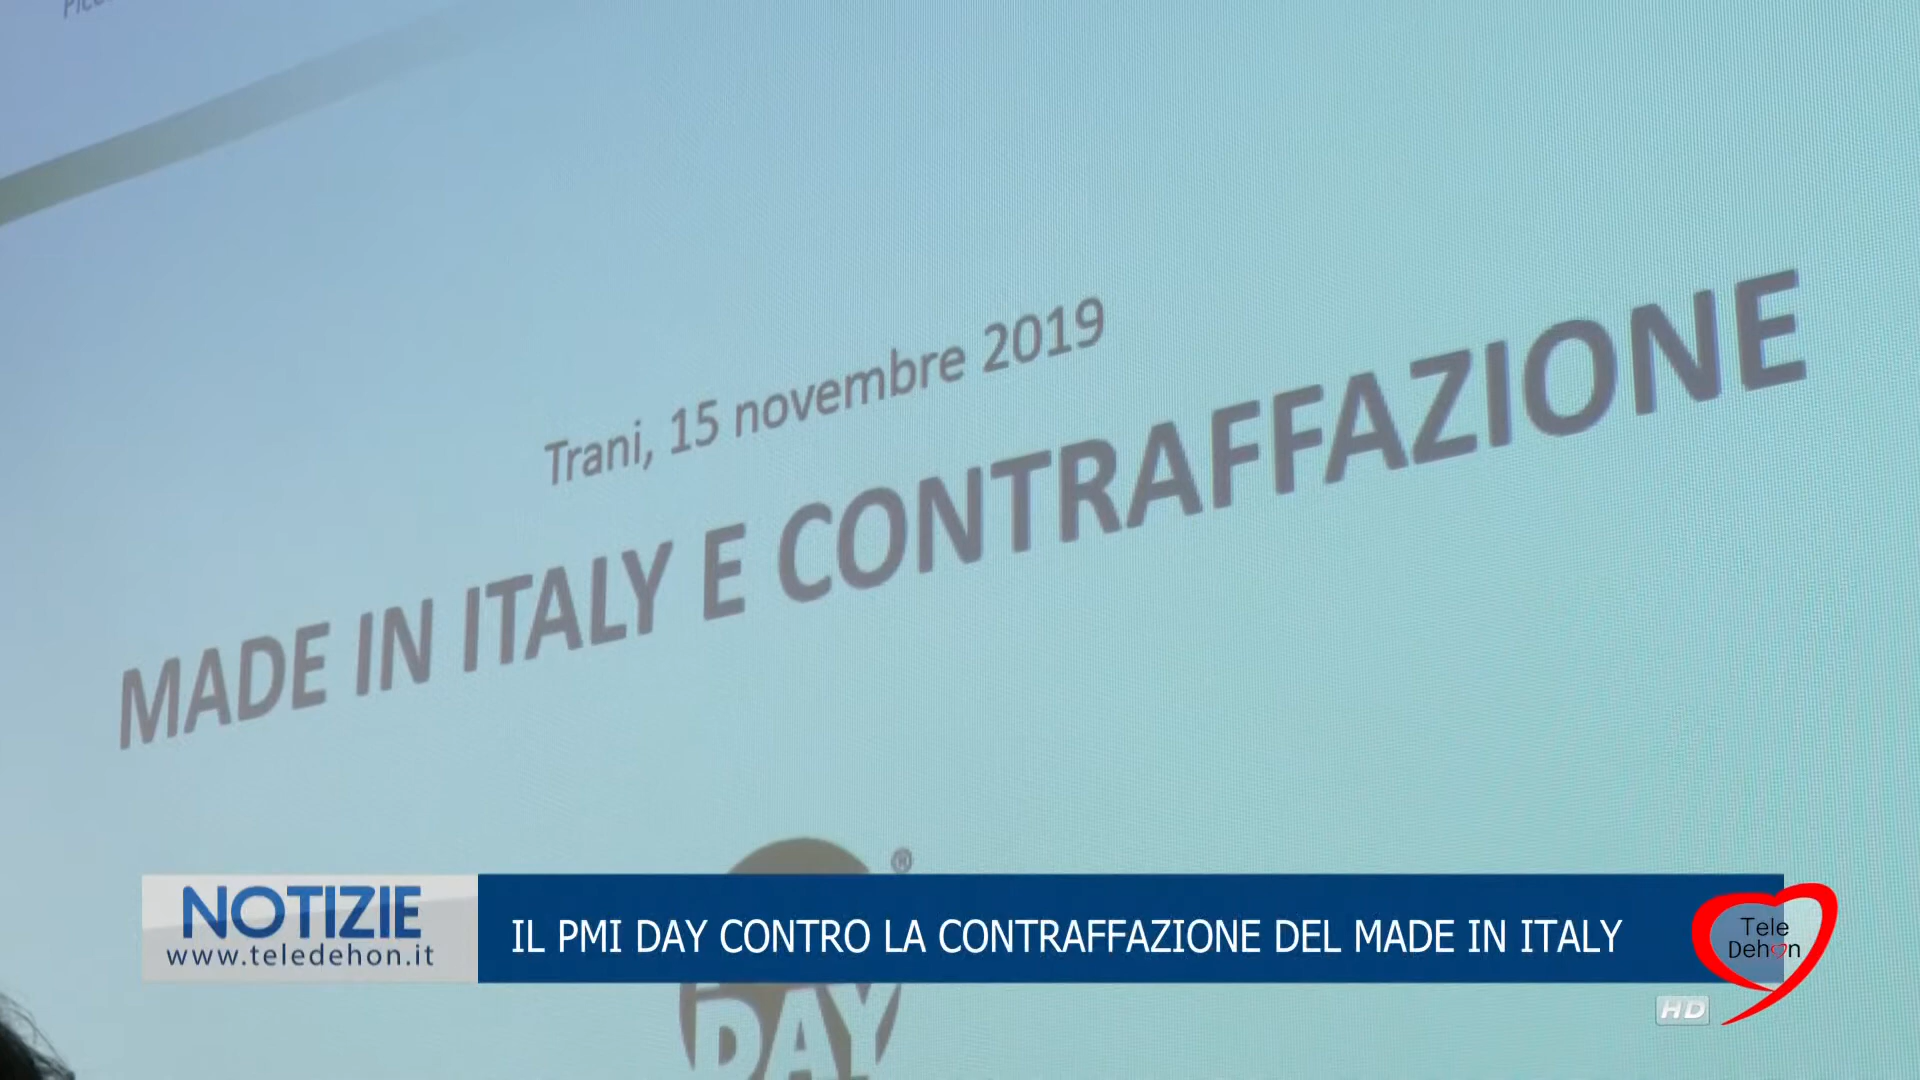 Trani, 15 novembre 2019
MADE IN ITALY E CONTRAFFAZIONE
®
DAY
NOTIZIE
www.teledehon.it
IL PMI DAY CONTRO LA CONTRAFFAZIONE DEL MADE IN ITALY
Tele
Dehon
HD